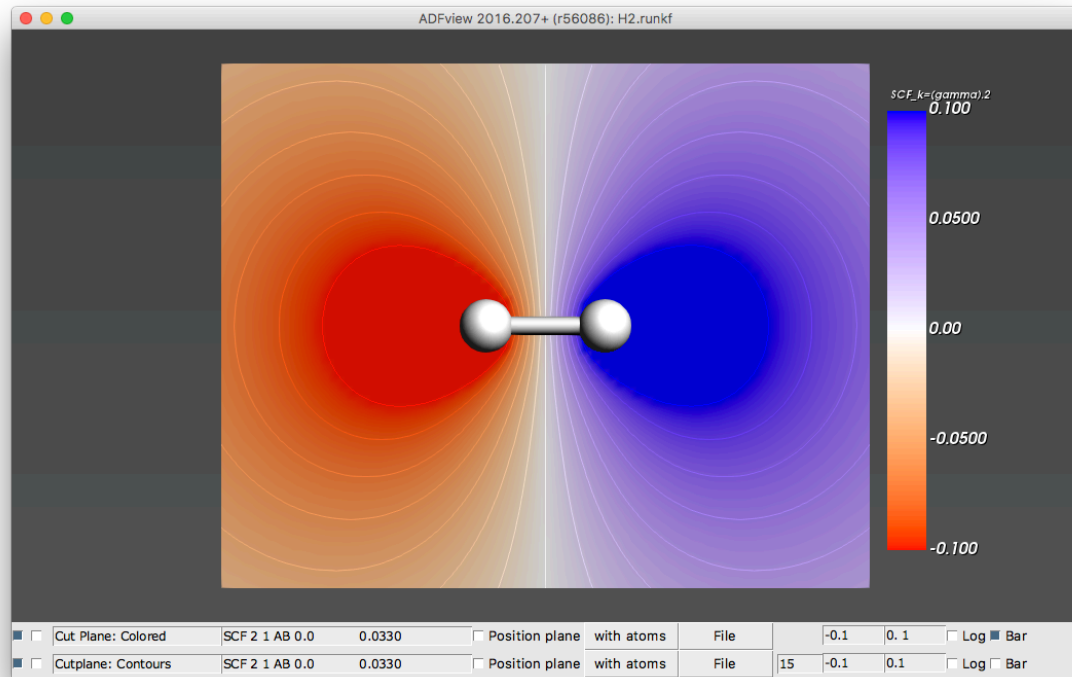 ADFview 2016.207+ (r56086): H2.runkf
SCF_k=(gamma).2
0.100
0.0500
0.00
-0.0500
-0.100
Cut Plane: Colored SCF 2 1 AB 0.0 0.0330 Position plane with atoms File -0.1 0. 1 Log Bar
Cutplane: Contours SCF 2 1 AB 0.0 0.0330 Position plane with atoms File 15 -0.1 0.1 Log Bar